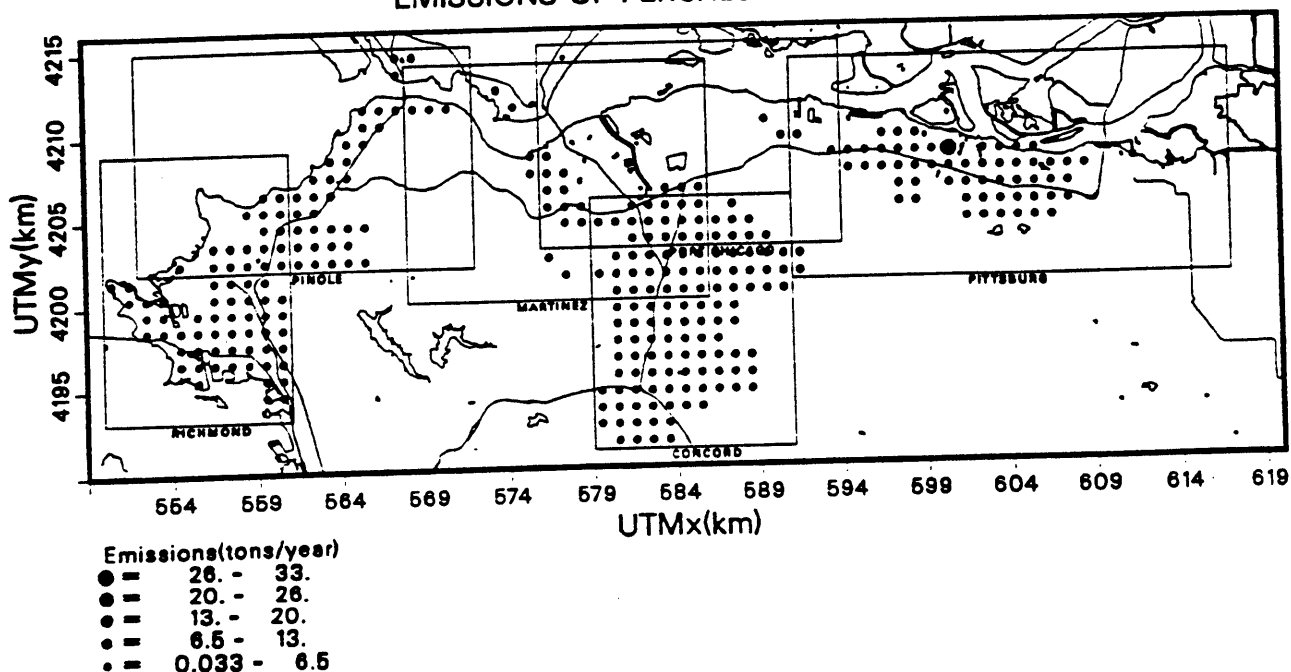 EMISSIONS OF
4215
4210
4205
4200
4195
UTMy(km)
PINOLE
MARTINEZ
PT CHICAGO
PITTSBURG
RICHMOND
CONCORD
554 559 564 569 574 579 584 589 594 599 604 609 614 619
UTMx(km)
Emissions(tons/year)
● = 26. - 33.
● = 20. - 26.
● = 13. - 20.
● = 6.5 - 13.
● = 0.033 - 6.5